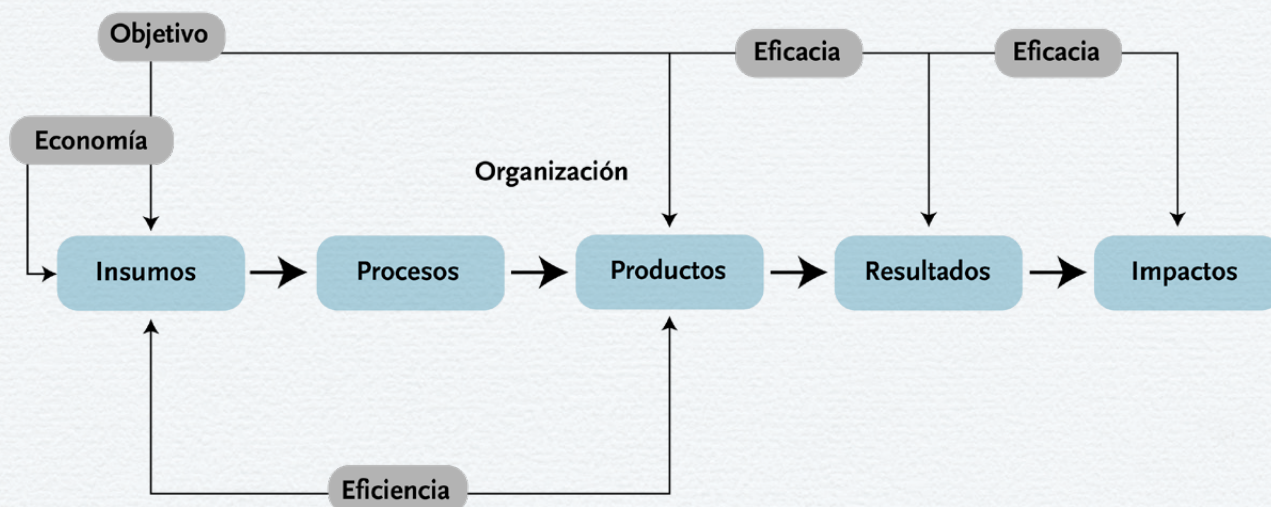 Objetivo
Eficacia
Eficacia
Economía
Organización
Insumos
Procesos
Productos
Resultados
Impactos
Eficiencia